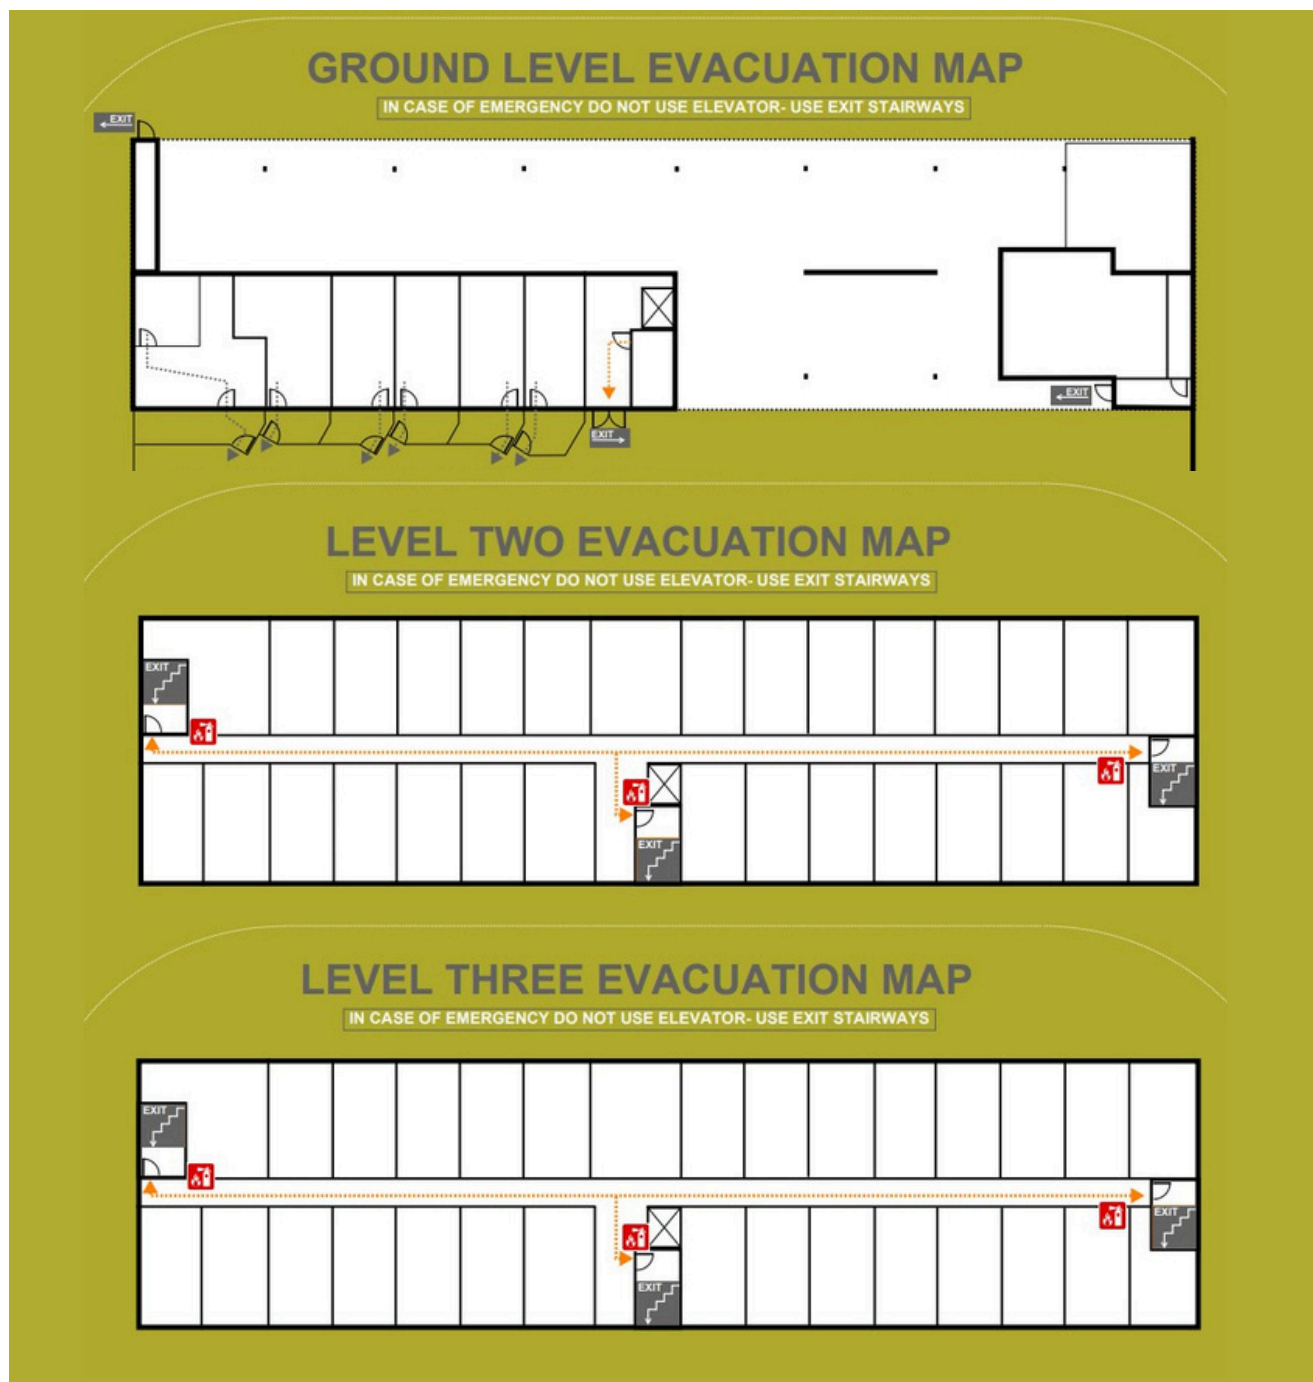 GROUND LEVEL EVACUATION MAP
IN CASE OF EMERGENCY DO NOT USE ELEVATOR- USE EXIT STAIRWAYS
EXIT
EXIT
EXIT
LEVEL TWO EVACUATION MAP
IN CASE OF EMERGENCY DO NOT USE ELEVATOR- USE EXIT STAIRWAYS
EXIT
EXIT
EXIT
LEVEL THREE EVACUATION MAP
IN CASE OF EMERGENCY DO NOT USE ELEVATOR- USE EXIT STAIRWAYS
EXIT
EXIT
EXIT